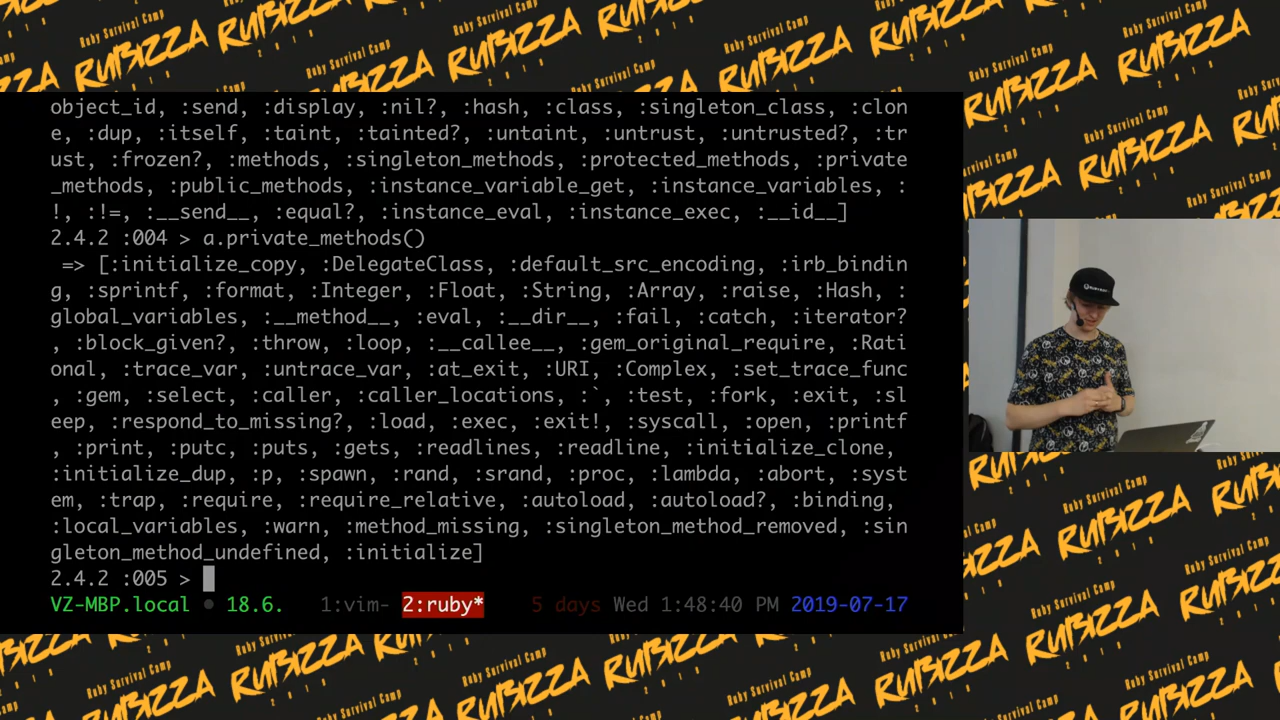 Ruby Survival Camp
RUBIZZA
2019
object_id, :send, :display, :nil?, :hash, :class, :singleton_class, :clon
e, :dup, :itself, :taint, :tainted?, :untaint, :untrust, :untrusted?, :tr
ust, :frozen?, :methods, :singleton_methods, :protected_methods, :private
_methods, :public_methods, :instance_variable_get, :instance_variables, :
!, :!=, :__send__, :equal?, :instance_eval, :instance_exec, :__id__]
2.4.2 :004 > a.private_methods()
=> [:initialize_copy, :DelegateClass, :default_src_encoding, :irb_bindin
g, :sprintf, :format, :Integer, :Float, :String, :Array, :raise, :Hash, :
global_variables, :__method__, :eval, :__dir__, :fail, :catch, :iterator?
, :block_given?, :throw, :loop, :__callee__, :gem_original_require, :Rati
onal, :trace_var, :untrace_var, :at_exit, :URI, :Complex, :set_trace_func
, :gem, :select, :caller, :caller_locations, :`, :test, :fork, :exit, :sl
eep, :respond_to_missing?, :load, :exec, :exit!, :syscall, :open, :printf
, :print, :putc, :puts, :gets, :readlines, :readline, :initialize_clone,
:initialize_dup, :p, :spawn, :rand, :srand, :proc, :lambda, :abort, :syst
em, :trap, :require, :require_relative, :autoload, :autoload?, :binding,
:local_variables, :warn, :method_missing, :singleton_method_removed, :sin
gleton_method_undefined, :initialize]
2.4.2 :005 >
VZ-MBP.local ● 18.6. 1:vim- 2:ruby* 5 days Wed 1:48:40 PM 2019-07-17